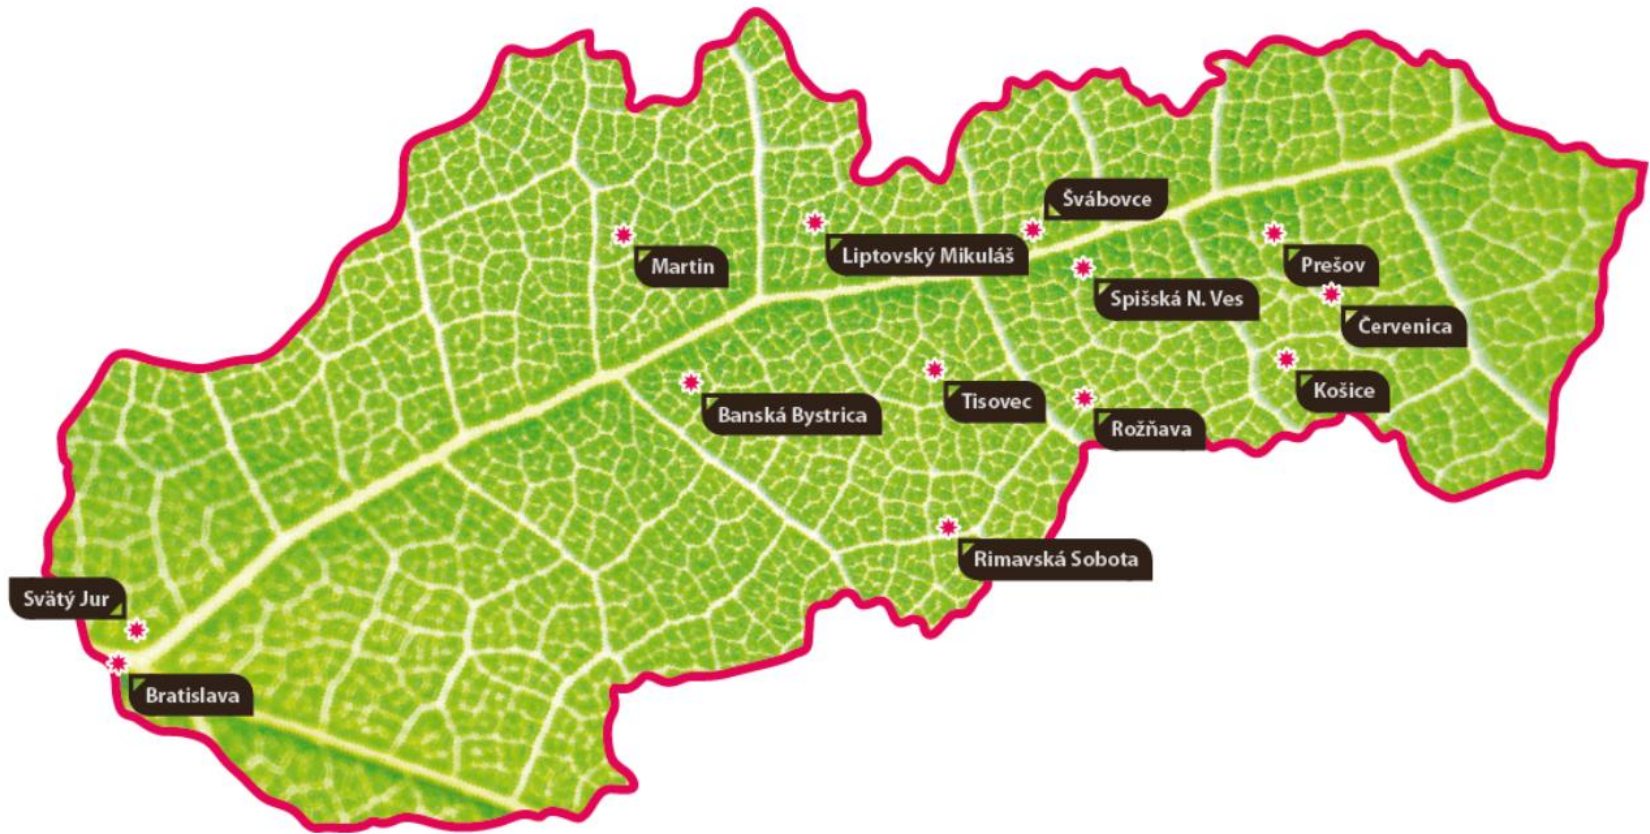 Švábovce
Liptovský Mikuláš
Martin
Prešov
Spišská N. Ves
Červenica
Košice
Tisovec
Banská Bystrica
Rožňava
Rimavská Sobota
Svätý Jur
Bratislava